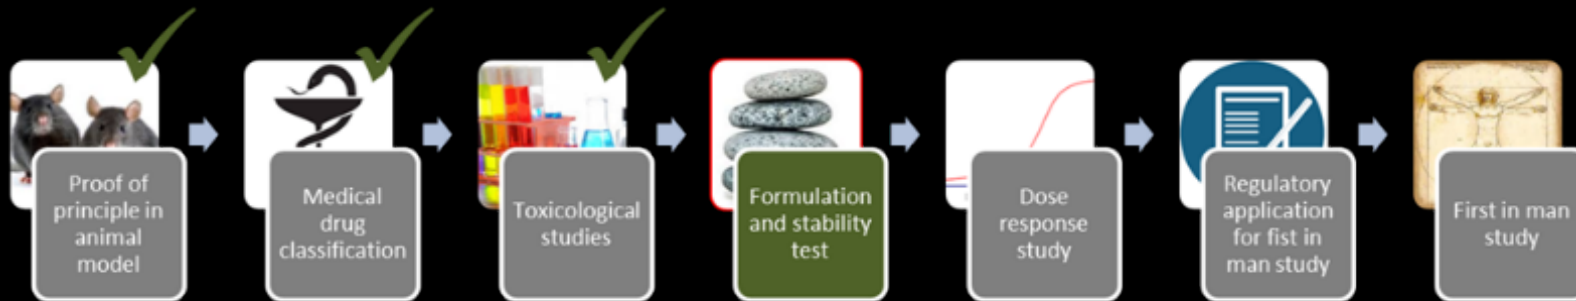 Proof of
principle in
animal
model
Medical
drug
classification
Toxicological
studies
Formulation
and stability
test
Dose
response
study
Regulatory
application
for fist in
man study
First in man
study